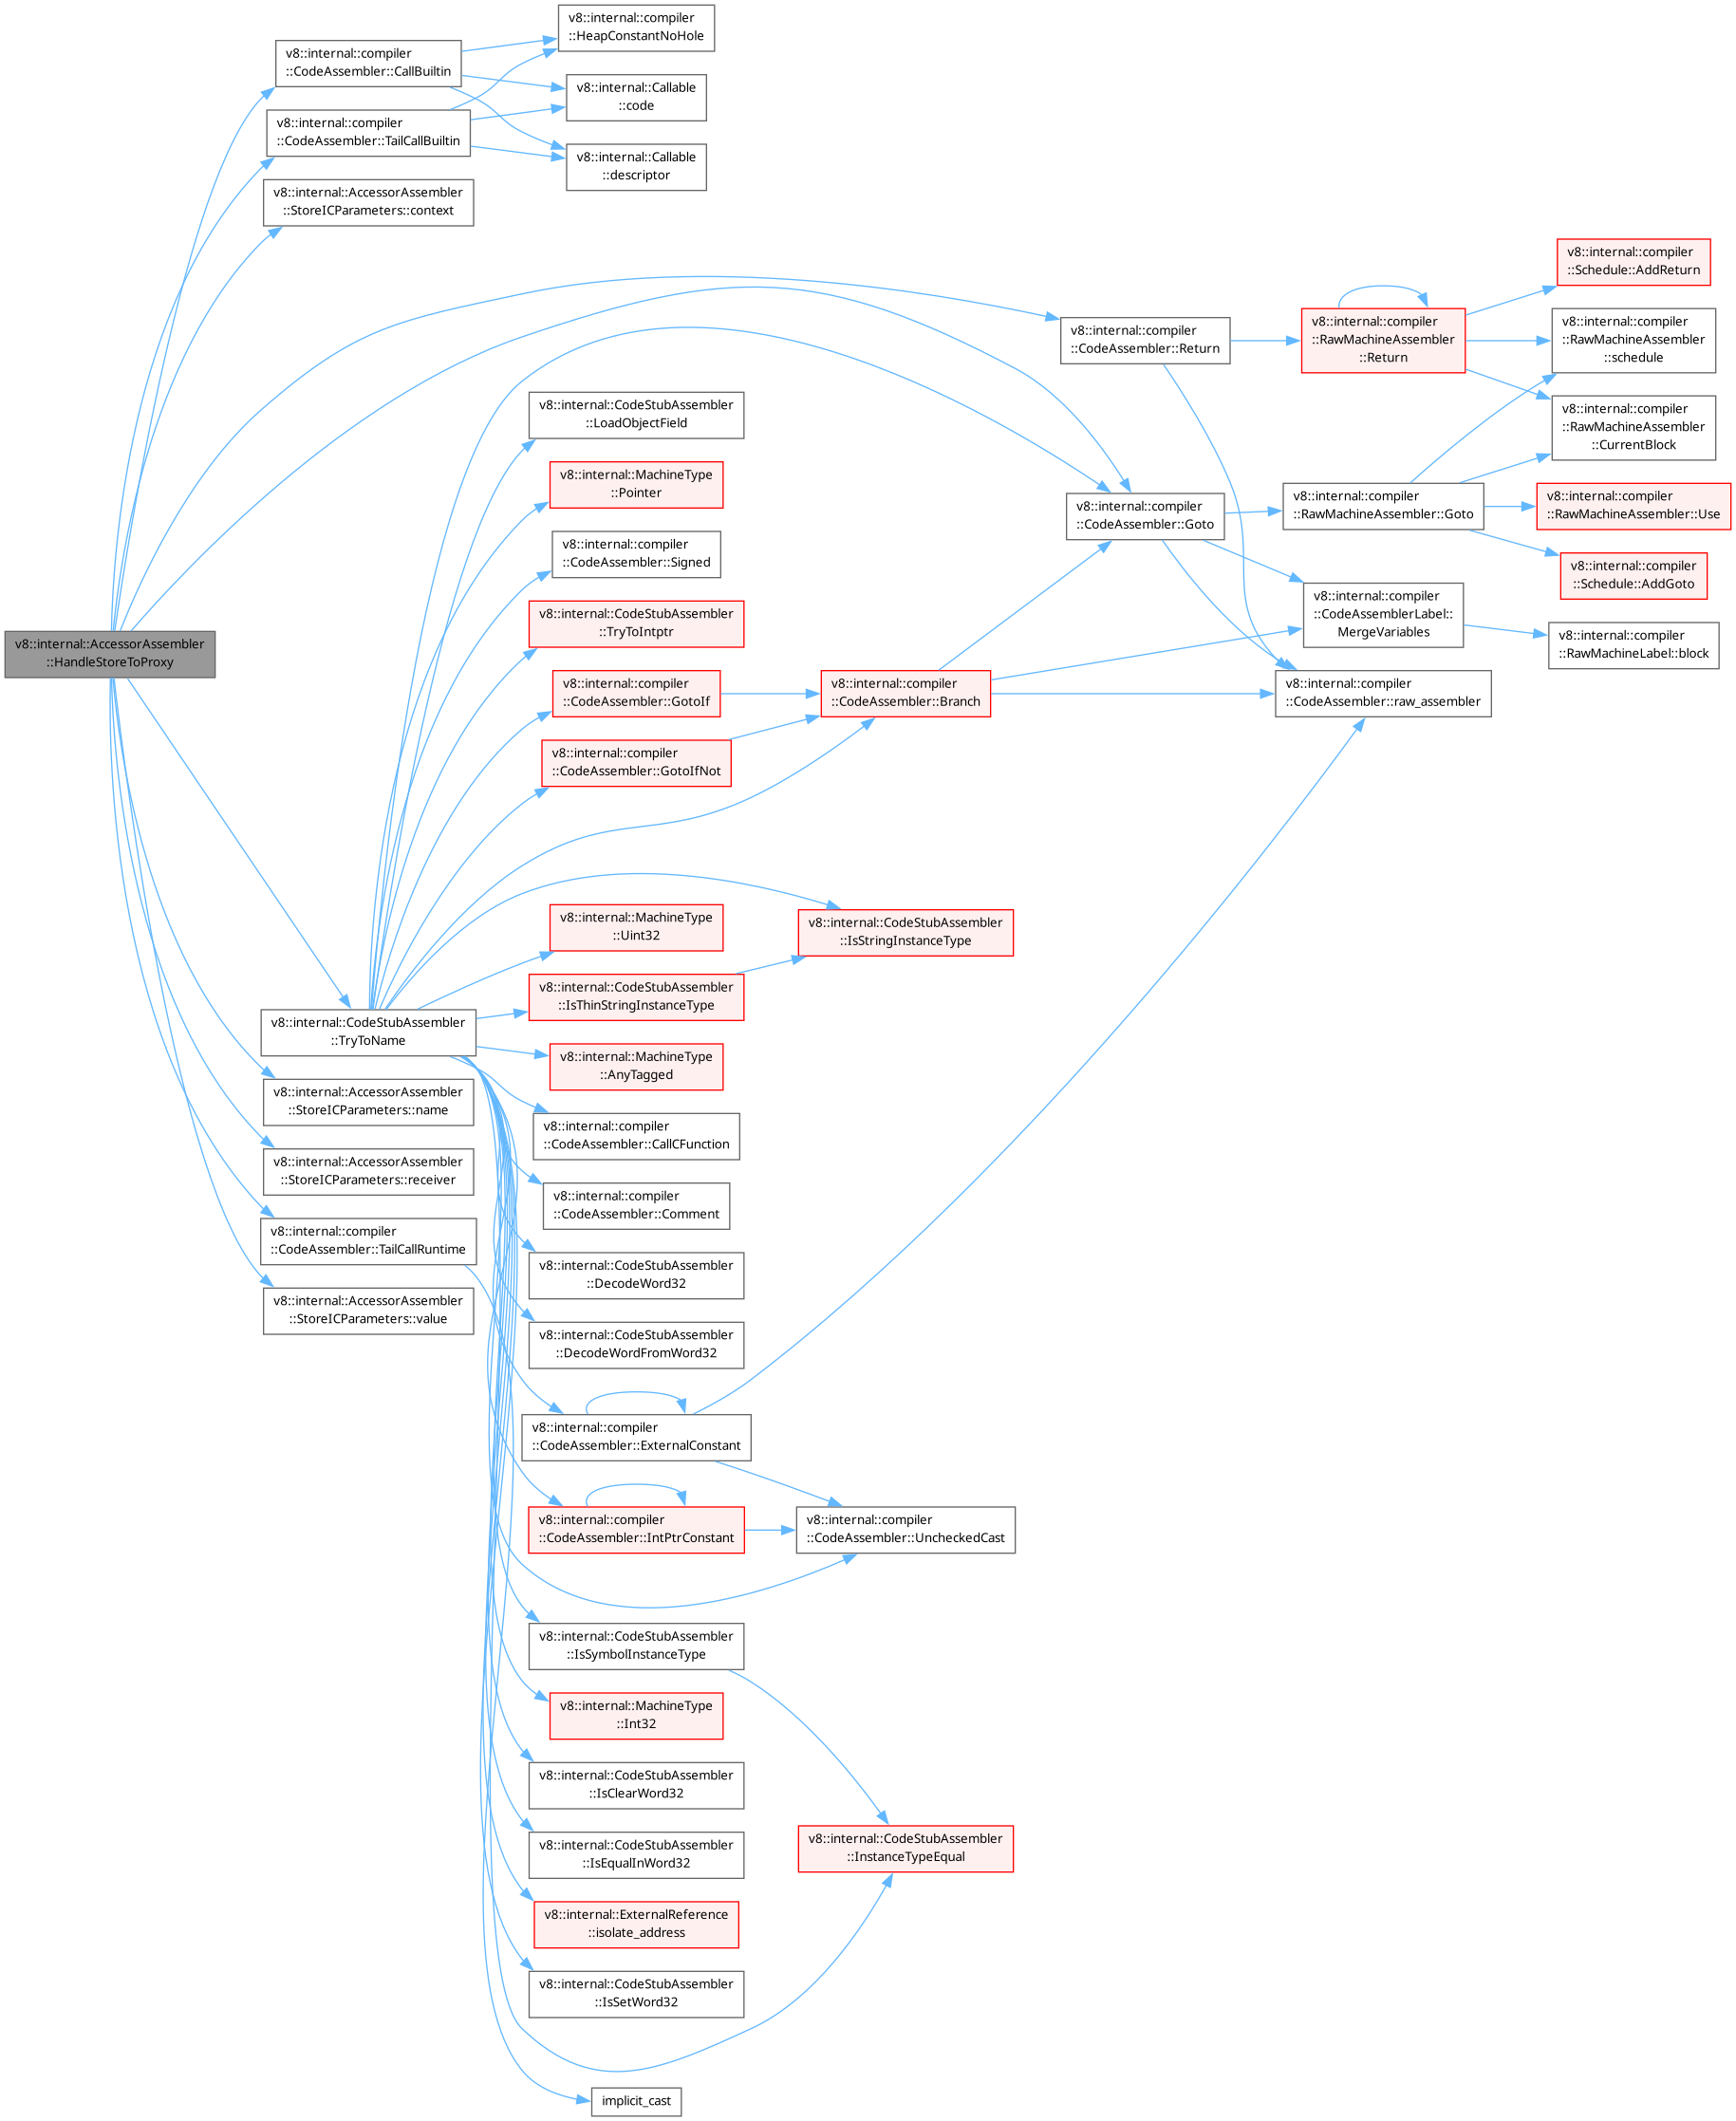 v8::internal::AccessorAssembler
::HandleStoreToProxy
v8::internal::compiler
::CodeAssembler::CallBuiltin
v8::internal::compiler
::CodeAssembler::TailCallBuiltin
v8::internal::AccessorAssembler
::StoreICParameters::context
v8::internal::CodeStubAssembler
::TryToName
v8::internal::AccessorAssembler
::StoreICParameters::name
v8::internal::AccessorAssembler
::StoreICParameters::receiver
v8::internal::compiler
::CodeAssembler::TailCallRuntime
v8::internal::AccessorAssembler
::StoreICParameters::value
v8::internal::compiler
::HeapConstantNoHole
v8::internal::Callable
::code
v8::internal::Callable
::descriptor
v8::internal::CodeStubAssembler
::LoadObjectField
v8::internal::MachineType
::Pointer
v8::internal::compiler
::CodeAssembler::Signed
v8::internal::CodeStubAssembler
::TryToIntptr
v8::internal::compiler
::CodeAssembler::GotoIf
v8::internal::compiler
::CodeAssembler::GotoIfNot
v8::internal::MachineType
::Uint32
v8::internal::CodeStubAssembler
::IsThinStringInstanceType
v8::internal::MachineType
::AnyTagged
v8::internal::compiler
::CodeAssembler::CallCFunction
v8::internal::compiler
::CodeAssembler::Comment
v8::internal::CodeStubAssembler
::DecodeWord32
v8::internal::CodeStubAssembler
::DecodeWordFromWord32
v8::internal::compiler
::CodeAssembler::ExternalConstant
v8::internal::compiler
::CodeAssembler::IntPtrConstant
v8::internal::CodeStubAssembler
::IsSymbolInstanceType
v8::internal::MachineType
::Int32
v8::internal::CodeStubAssembler
::IsClearWord32
v8::internal::CodeStubAssembler
::IsEqualInWord32
v8::internal::ExternalReference
::isolate_address
v8::internal::CodeStubAssembler
::IsSetWord32
implicit_cast
v8::internal::compiler
::CodeAssembler::Branch
v8::internal::CodeStubAssembler
::IsStringInstanceType
v8::internal::compiler
::CodeAssembler::UncheckedCast
v8::internal::CodeStubAssembler
::InstanceTypeEqual
v8::internal::compiler
::CodeAssembler::Return
v8::internal::compiler
::CodeAssembler::Goto
v8::internal::compiler
::RawMachineAssembler
::Return
v8::internal::compiler
::RawMachineAssembler::Goto
v8::internal::compiler
::CodeAssemblerLabel::
MergeVariables
v8::internal::compiler
::CodeAssembler::raw_assembler
v8::internal::compiler
::Schedule::AddReturn
v8::internal::compiler
::RawMachineAssembler
::schedule
v8::internal::compiler
::RawMachineAssembler
::CurrentBlock
v8::internal::compiler
::RawMachineAssembler::Use
v8::internal::compiler
::Schedule::AddGoto
v8::internal::compiler
::RawMachineLabel::block